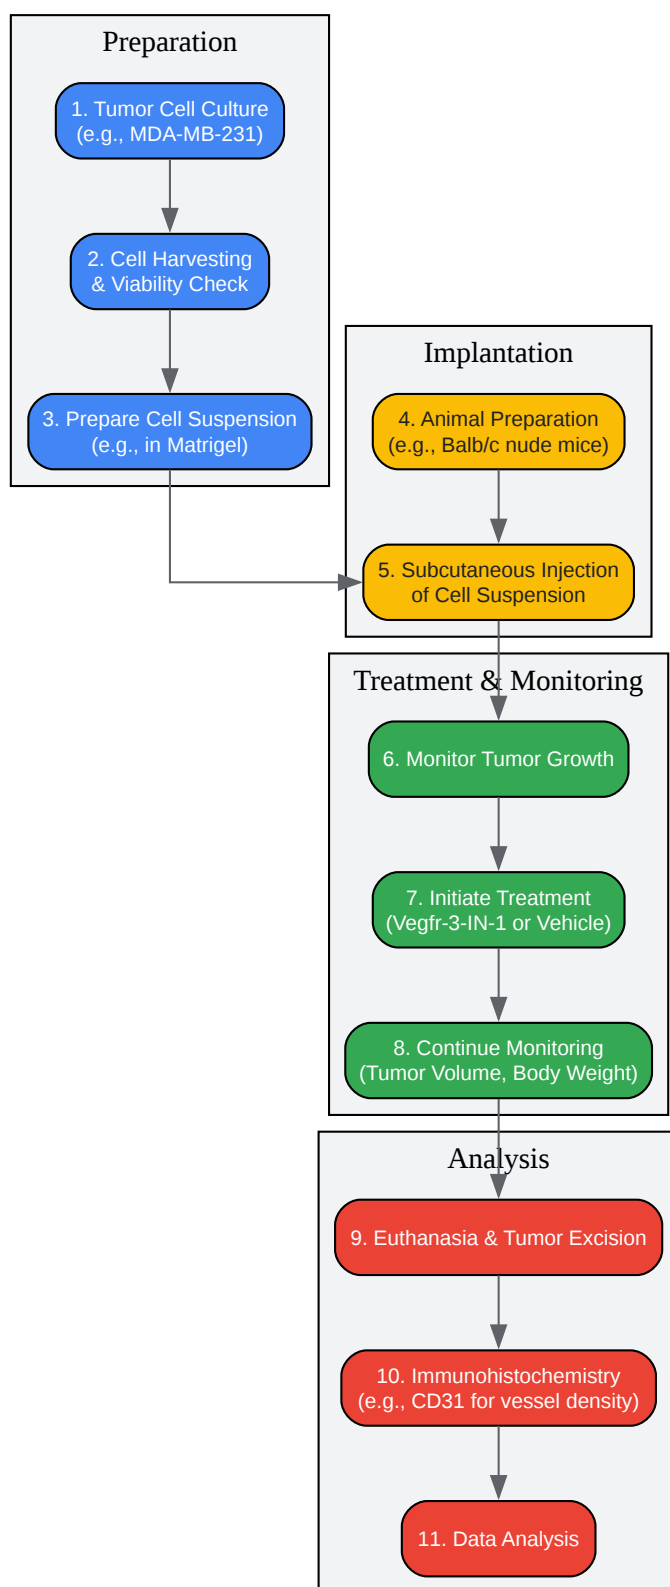 Preparation
1. Tumor Cell Culture
(e.g., MDA-MB-231)
2. Cell Harvesting
& Viability Check
3. Prepare Cell Suspension
(e.g., in Matrigel)
Implantation
4. Animal Preparation
(e.g., Balb/c nude mice)
5. Subcutaneous Injection
of Cell Suspension
Treatment & Monitoring
6. Monitor Tumor Growth
7. Initiate Treatment
(Vegfr-3-IN-1 or Vehicle)
8. Continue Monitoring
(Tumor Volume, Body Weight)
Analysis
9. Euthanasia & Tumor Excision
10. Immunohistochemistry
(e.g., CD31 for vessel density)
11. Data Analysis